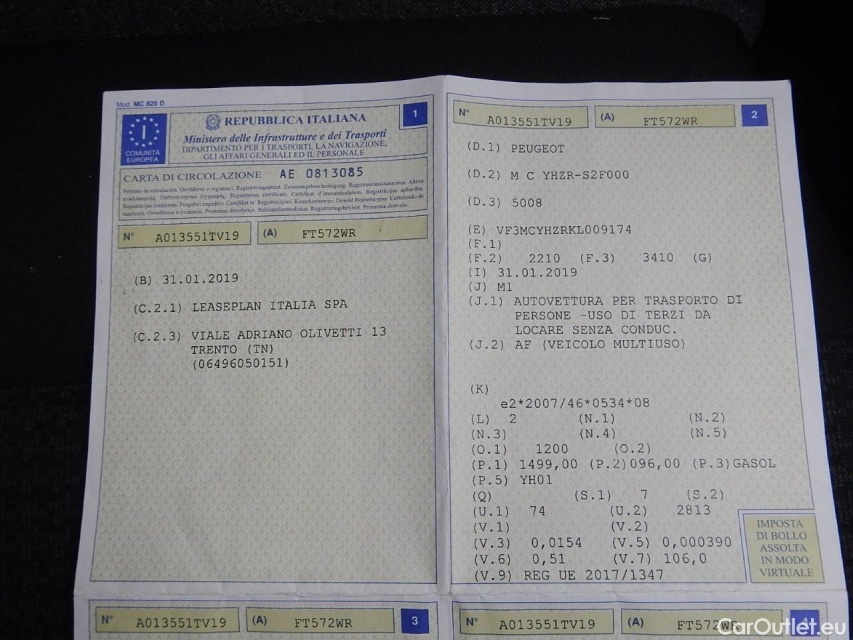 Mod. MC 820 D
REPUBBLICA ITALIANA
1
Ministero delle Infrastrutture e dei Trasporti
DIPARTIMENTO PER I TRASPORTI, LA NAVIGAZIONE,
GLI AFFARI GENERALI ED IL PERSONALE
I
COMUNITÀ
EUROPEA
CARTA DI CIRCOLAZIONE AE 0813085
N° A013551TV19 (A) FT572WR
(B) 31.01.2019
(C.2.1) LEASEPLAN ITALIA SPA
(C.2.3) VIALE ADRIANO OLIVETTI 13
TRENTO (TN)
(06496050151)
N° A013551TV19 (A) FT572WR 2
(D.1) PEUGEOT
(D.2) M C YHZR-S2F000
(D.3) 5008
(E) VF3MCYHZRKL009174
(F.1)
(F.2) 2210 (F.3) 3410 (G)
(I) 31.01.2019
(J) M1
(J.1) AUTOVETTURA PER TRASPORTO DI
PERSONE -USO DI TERZI DA
LOCARE SENZA CONDUC.
(J.2) AF (VEICOLO MULTIUSO)
(K)
e2*2007/46*0534*08
(L) 2 (N.1) (N.2)
(N.3) (N.4) (N.5)
(O.1) 1200 (O.2)
(P.1) 1499,00 (P.2)096,00 (P.3)GASOL
(P.5) YH01
(Q) (S.1) 7 (S.2)
(U.1) 74 (U.2) 2813
(V.1) (V.2)
(V.3) 0,0154 (V.5) 0,000390
(V.6) 0,51 (V.7) 106,0
(V.9) REG UE 2017/1347
IMPOSTA
DI BOLLO
ASSOLTA
IN MODO
VIRTUALE
N° A013551TV19 (A) FT572WR 3
N° A013551TV19 (A) FT572WR
CarOutlet.eu